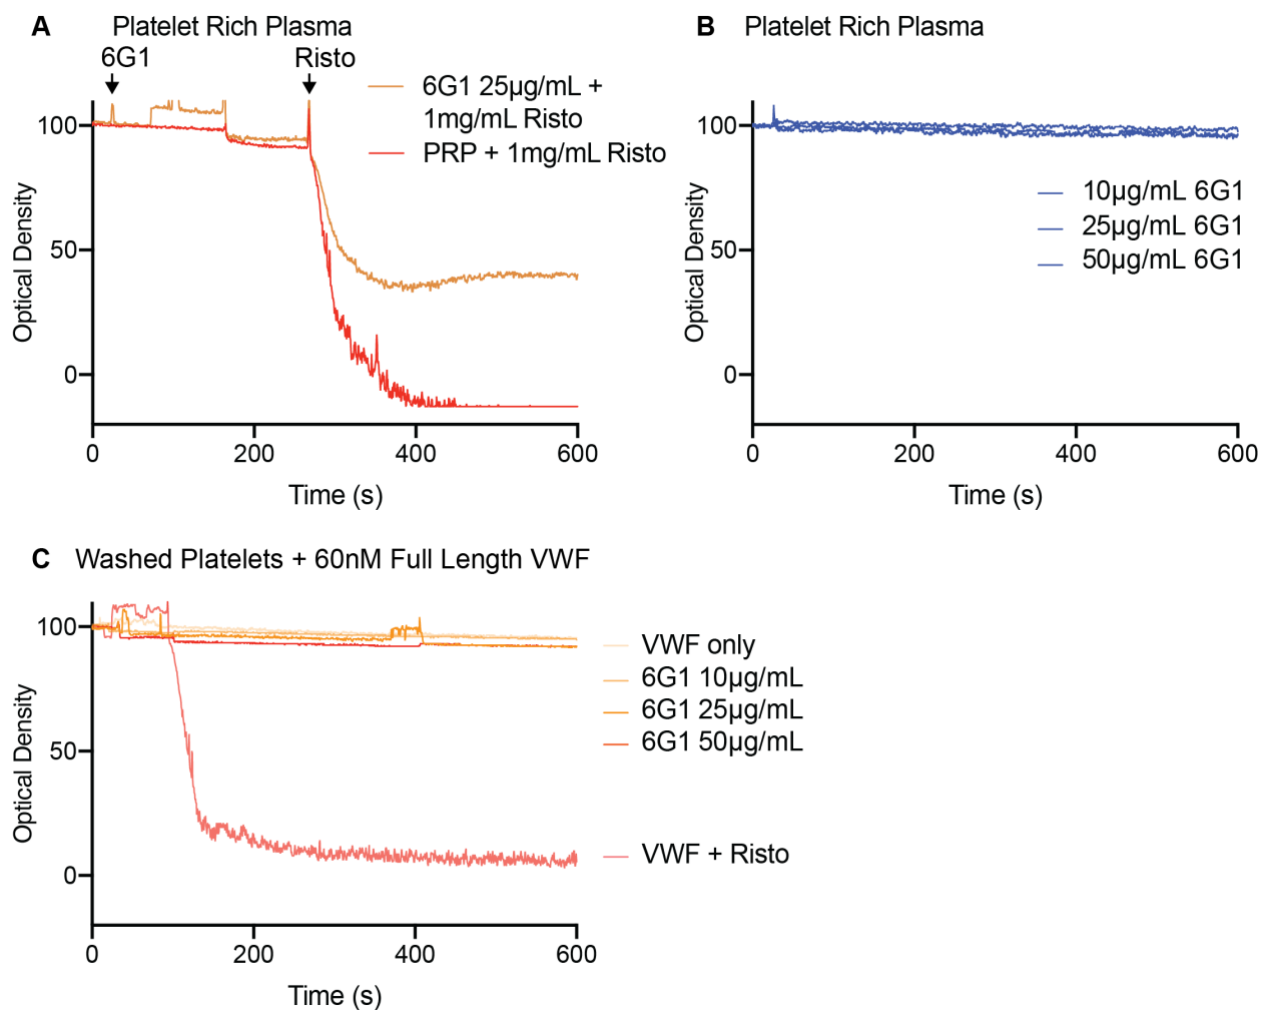 A Platelet Rich Plasma
6G1 Risto
6G1 25µg/mL +
1mg/mL Risto
PRP + 1mg/mL Risto
100
50
0
Optical Density
0 200 400 600
Time (s)
B Platelet Rich Plasma
100
50
0
Optical Density
10µg/mL 6G1
25µg/mL 6G1
50µg/mL 6G1
0 200 400 600
Time (s)
C Washed Platelets + 60nM Full Length VWF
100
50
0
Optical Density
VWF only
6G1 10µg/mL
6G1 25µg/mL
6G1 50µg/mL
VWF + Risto
0 200 400 600
Time (s)